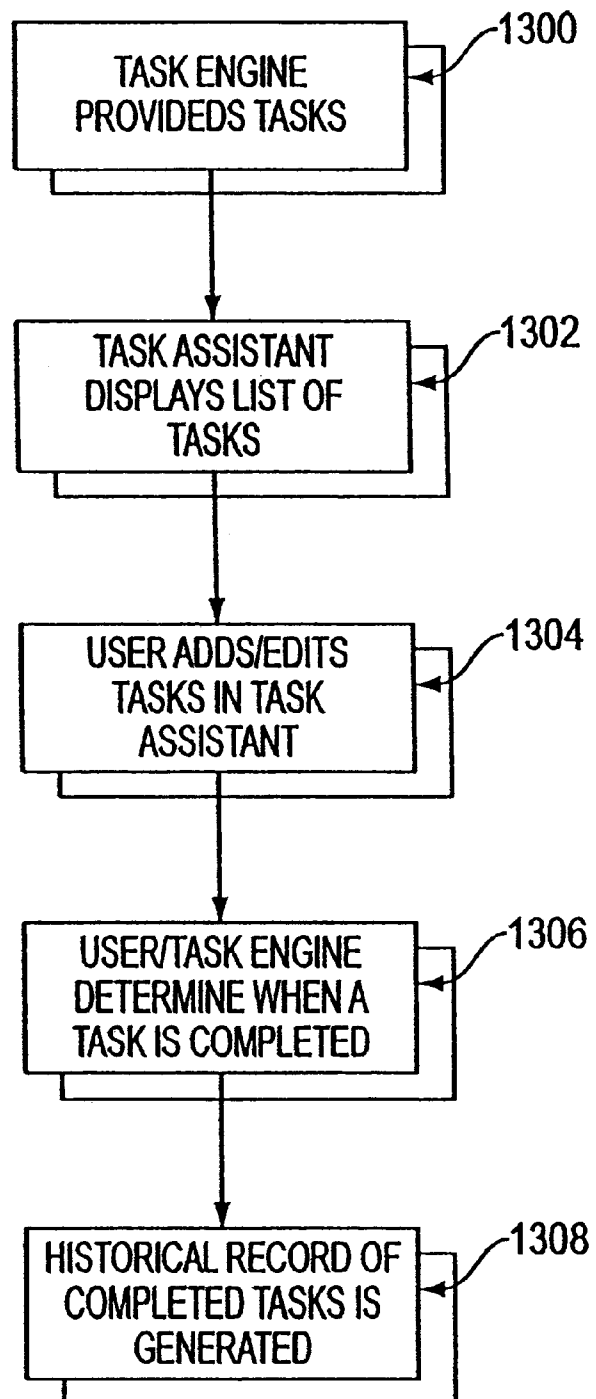 1300
TASK ENGINE
PROVIDEDS TASKS
1302
TASK ASSISTANT
DISPLAYS LIST OF
TASKS
1304
USER ADDS/EDITS
TASKS IN TASK
ASSISTANT
1306
USER/TASK ENGINE
DETERMINE WHEN A
TASK IS COMPLETED
1308
HISTORICAL RECORD OF
COMPLETED TASKS IS
GENERATED